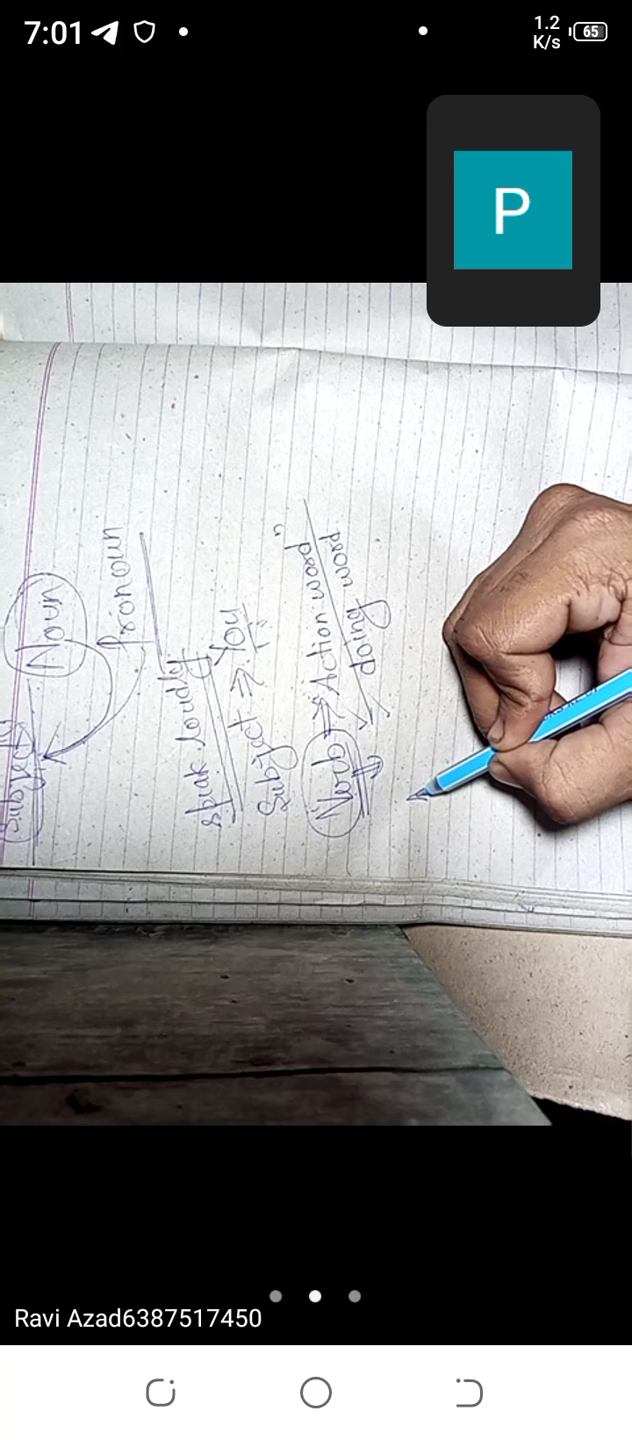 7:01
1.2
K/s
65
P
Subject
Noun
Pronoun
speak loudly
Subject → You
Verb → Action word"
doing word
Ravi Azad6387517450